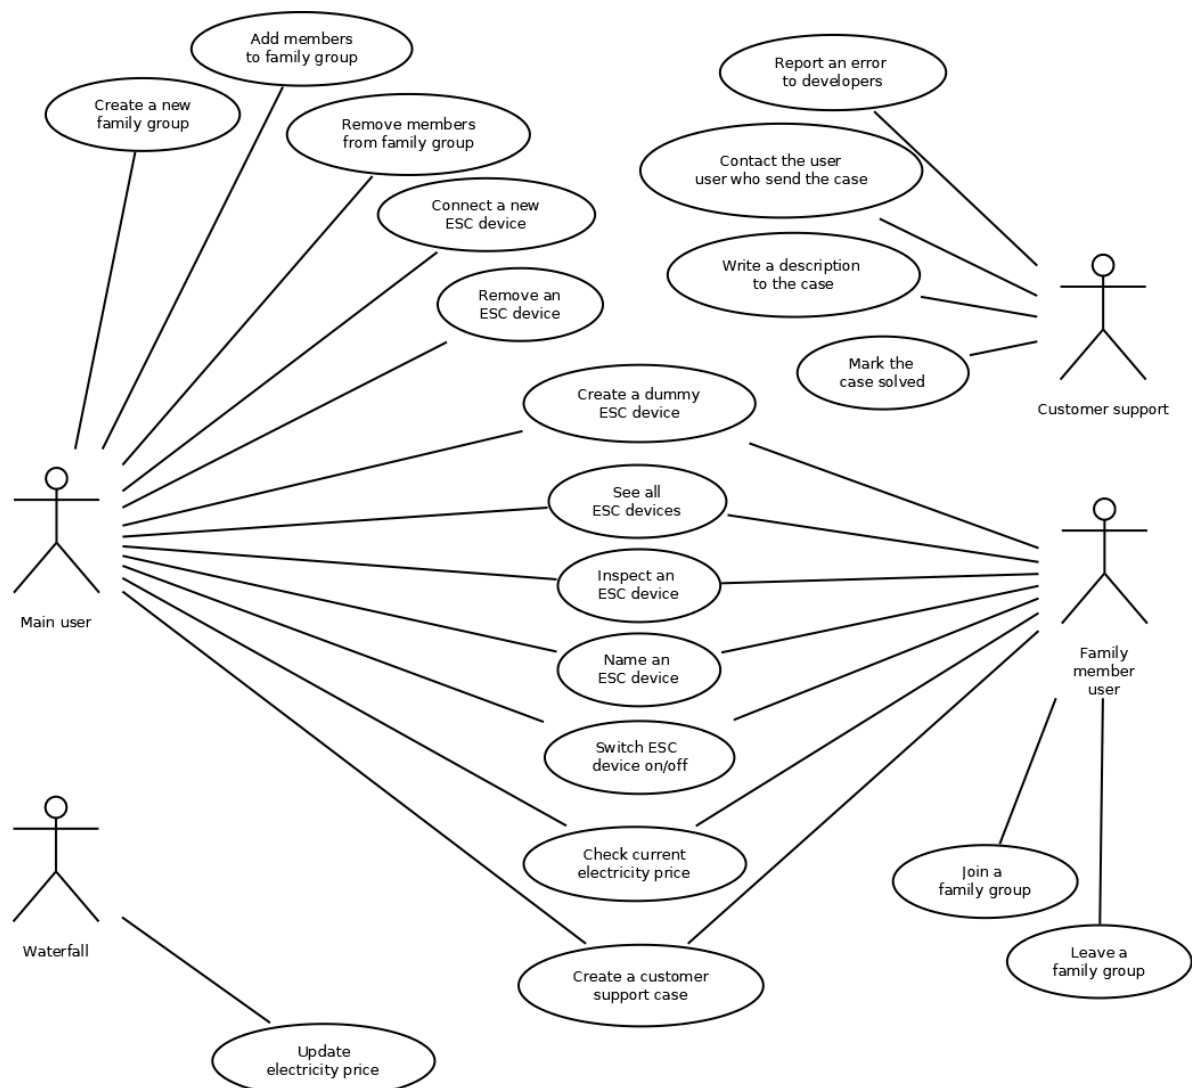 Add members
to family group
Create a new
family group
Remove members
from family group
Connect a new
ESC device
Remove an
ESC device
Report an error
to developers
Contact the user
user who send the case
Write a description
to the case
Mark the
case solved
Customer support
Create a dummy
ESC device
See all
ESC devices
Inspect an
ESC device
Name an
ESC device
Switch ESC
device on/off
Check current
electricity price
Create a customer
support case
Main user
Family
member
user
Join a
family group
Leave a
family group
Waterfall
Update
electricity price